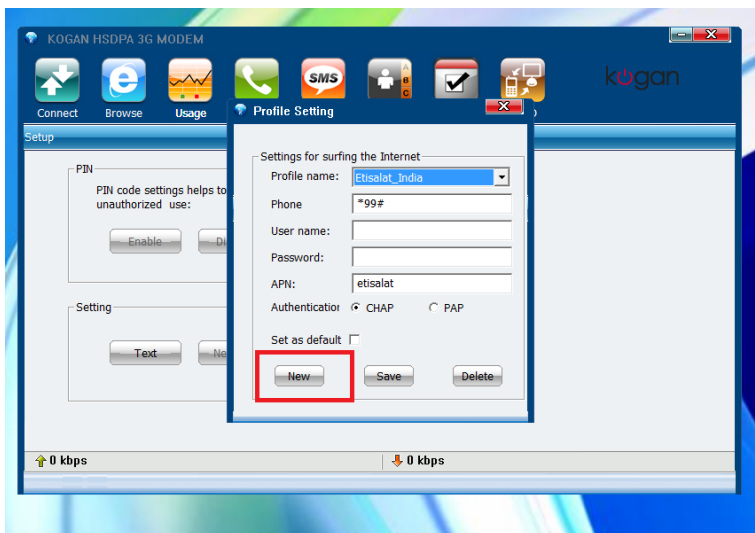 KOGAN HSDPA 3G MODEM
SMS
A
B
C
kogan
Connect
Browse
Usage
Profile Setting
Setup
PIN
PIN code settings helps to
unauthorized use:
Enable
Setting
Text
Settings for surfing the Internet
Profile name:
Etisalat_India
Phone
*99#
User name:
Password:
APN:
etisalat
Authentication
CHAP
PAP
Set as default
New
Save
Delete
0 kbps
0 kbps